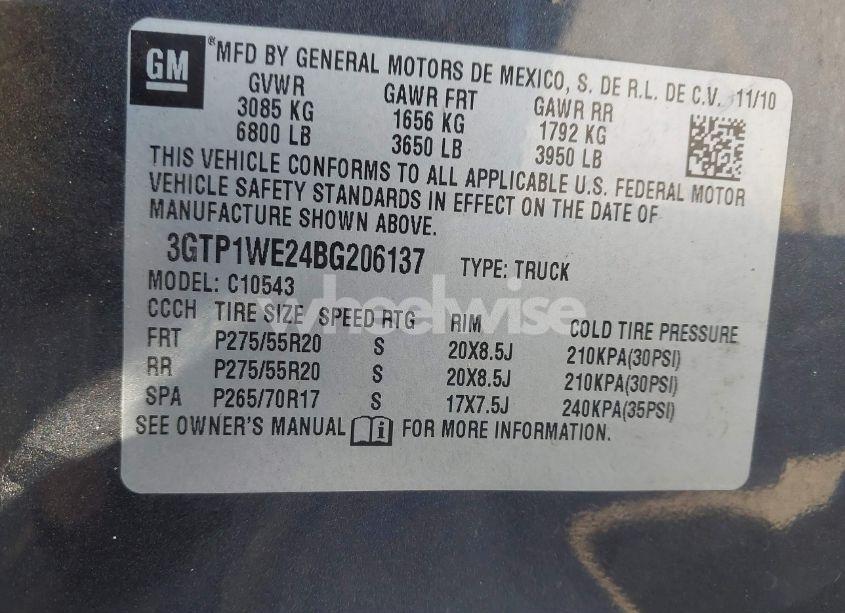 GM ®MFD BY GENERAL MOTORS DE MEXICO, S. DE R.L. DE C.V. 11/10
GVWR GAWR FRT GAWR RR
3085 KG 1656 KG 1792 KG
6800 LB 3650 LB 3950 LB
THIS VEHICLE CONFORMS TO ALL APPLICABLE U.S. FEDERAL MOTOR
VEHICLE SAFETY STANDARDS IN EFFECT ON THE DATE OF
MANUFACTURE SHOWN ABOVE.
3GTP1WE24BG206137 TYPE: TRUCK
MODEL: C10543
wheelwise
CCCH TIRE SIZE SPEED RTG RIM COLD TIRE PRESSURE
FRT P275/55R20 S 20X8.5J 210KPA(30PSI)
RR P275/55R20 S 20X8.5J 210KPA(30PSI)
SPA P265/70R17 S 17X7.5J 240KPA(35PSI)
SEE OWNER'S MANUAL FOR MORE INFORMATION.